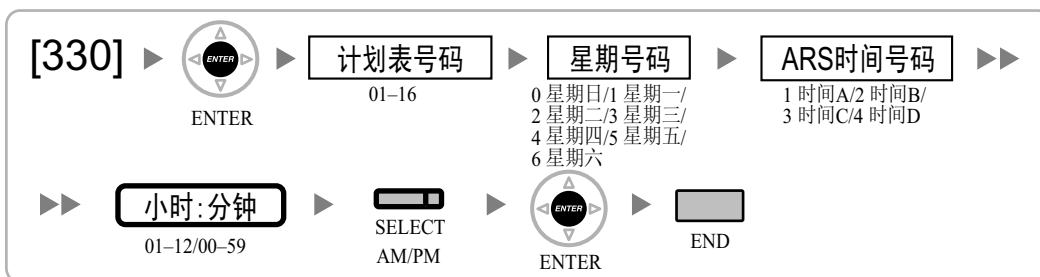 [330]
ENTER
ENTER
计划表号码
01–16
星期号码
0 星期日/1 星期一/
2 星期二/3 星期三/
4 星期四/5 星期五/
6 星期六
ARS时间号码
1 时间A/2 时间B/
3 时间C/4 时间D
小时:分钟
01–12/00–59
SELECT
AM/PM
ENTER
ENTER
END